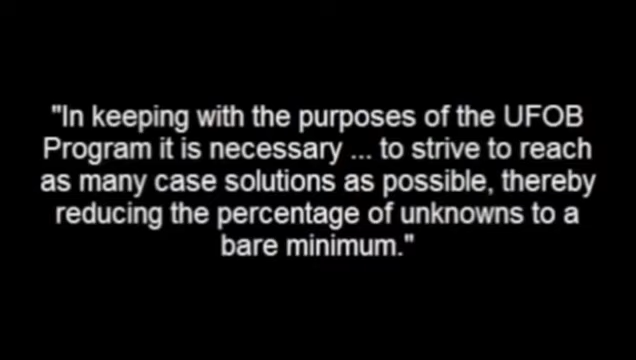 "In keeping with the purposes of the UFOB
Program it is necessary ... to strive to reach
as many case solutions as possible, thereby
reducing the percentage of unknowns to a
bare minimum."